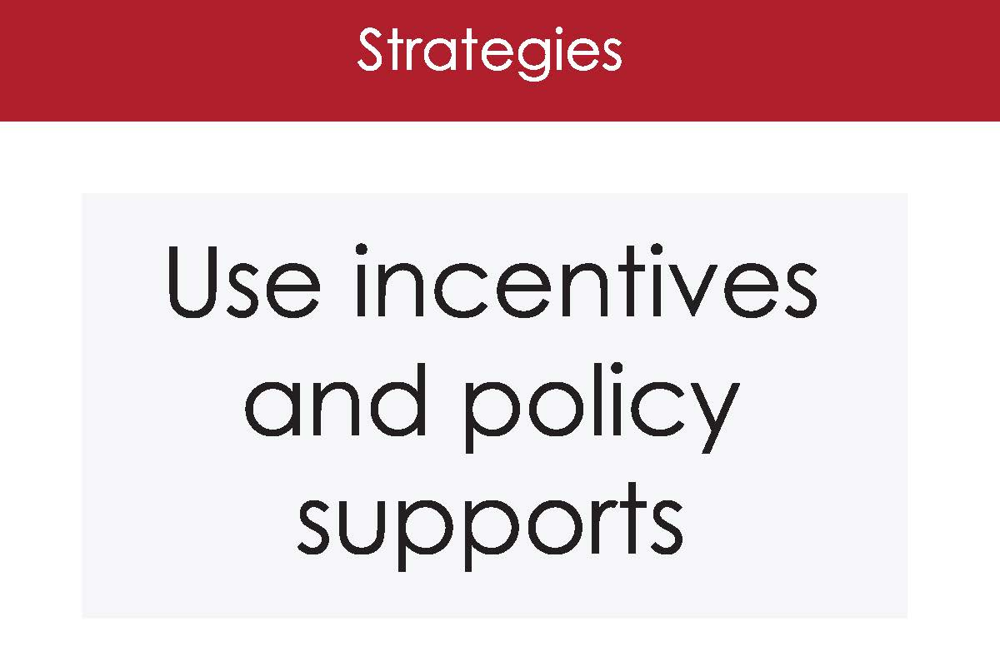 Strategies
Use incentives
and policy
supports